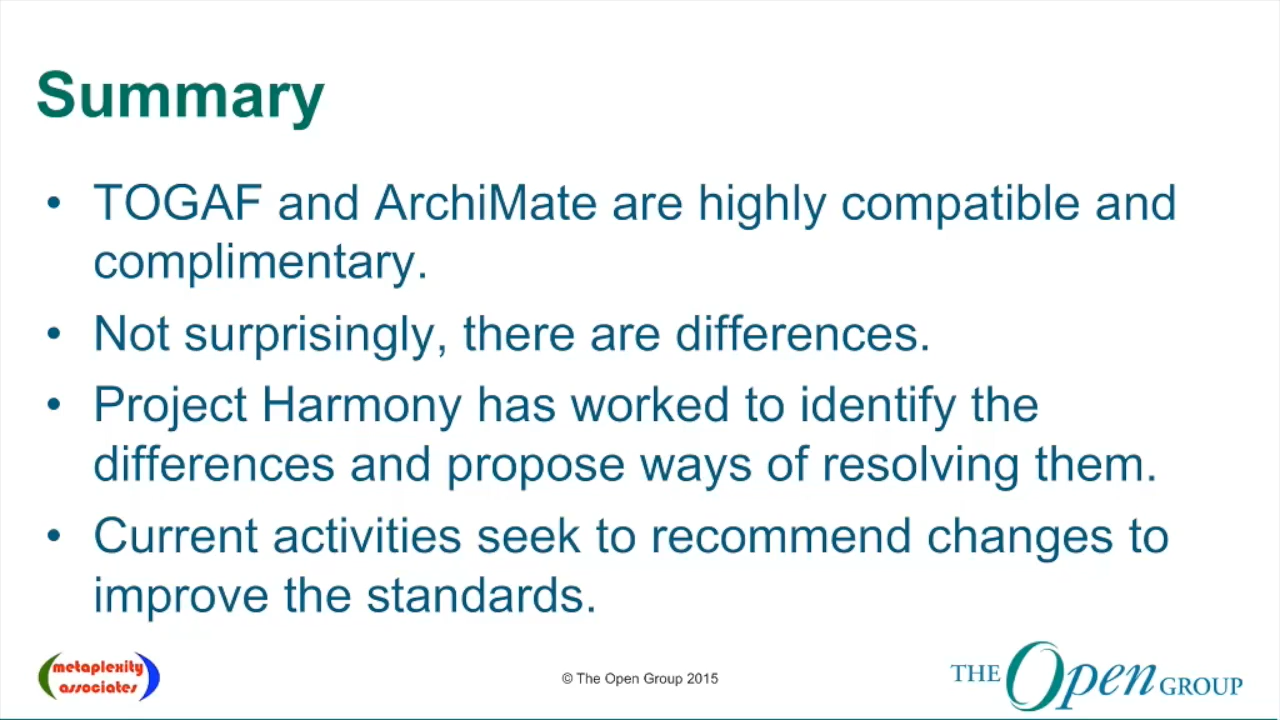 Summary
• TOGAF and ArchiMate are highly compatible and
complimentary.
• Not surprisingly, there are differences.
• Project Harmony has worked to identify the
differences and propose ways of resolving them.
• Current activities seek to recommend changes to
improve the standards.
metaplexity
associates
© The Open Group 2015
THE Open GROUP